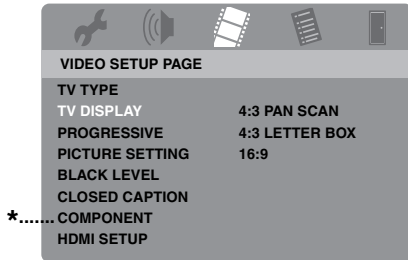 VIDEO SETUP PAGE
TV TYPE
TV DISPLAY 4:3 PAN SCAN
PROGRESSIVE 4:3 LETTER BOX
PICTURE SETTING 16:9
BLACK LEVEL
CLOSED CAPTION
*....... COMPONENT
HDMI SETUP